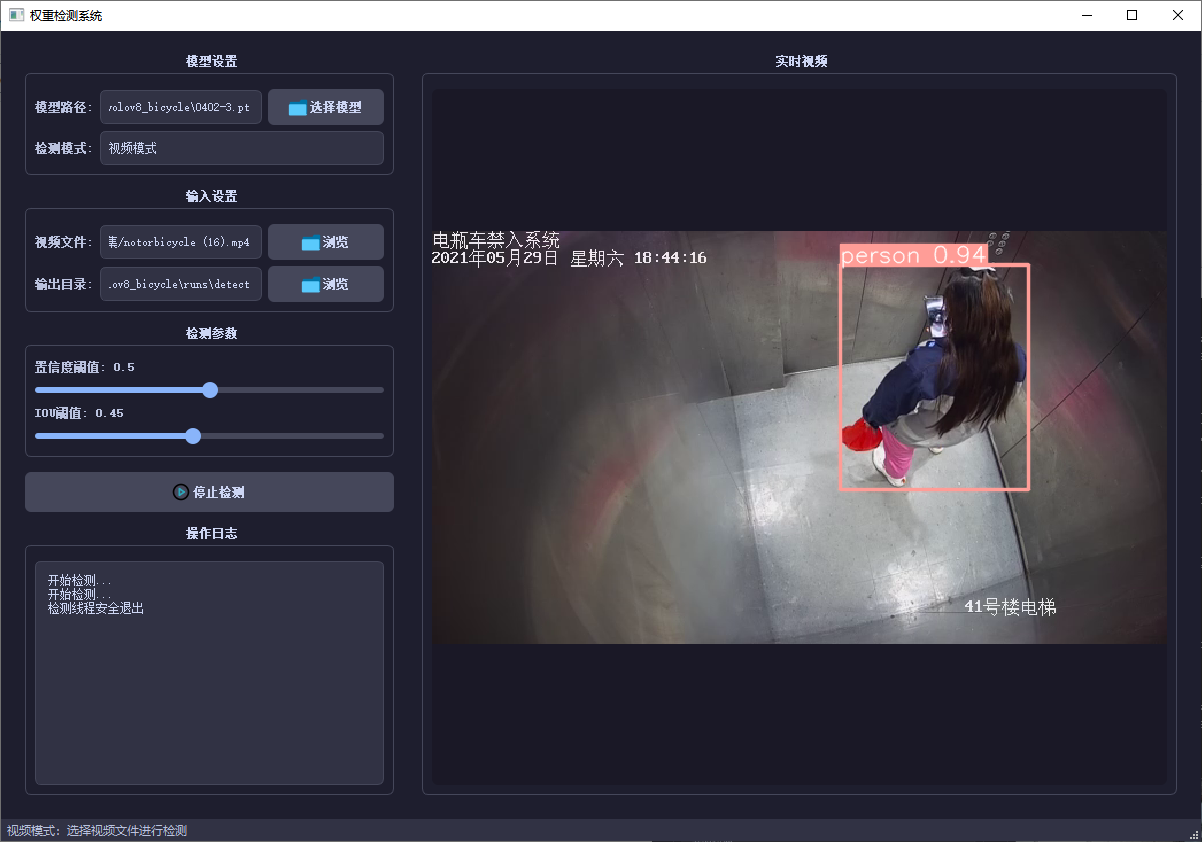 权重检测系统
模型设置
模型路径: yolov8_bicycle\0402-3.pt 选择模型
检测模式: 视频模式
输入设置
视频文件: /notorbicycle (16).mp4 浏览
输出目录: .ov8_bicycle\runs\detect 浏览
检测参数
置信度阈值: 0.5
IOU阈值: 0.45
停止检测
操作日志
开始检测...
开始检测...
检测线程安全退出
实时视频
电瓶车禁入系统
2021年05月29日 星期六 18:44:16
person 0.94
41号楼电梯
视频模式: 选择视频文件进行检测